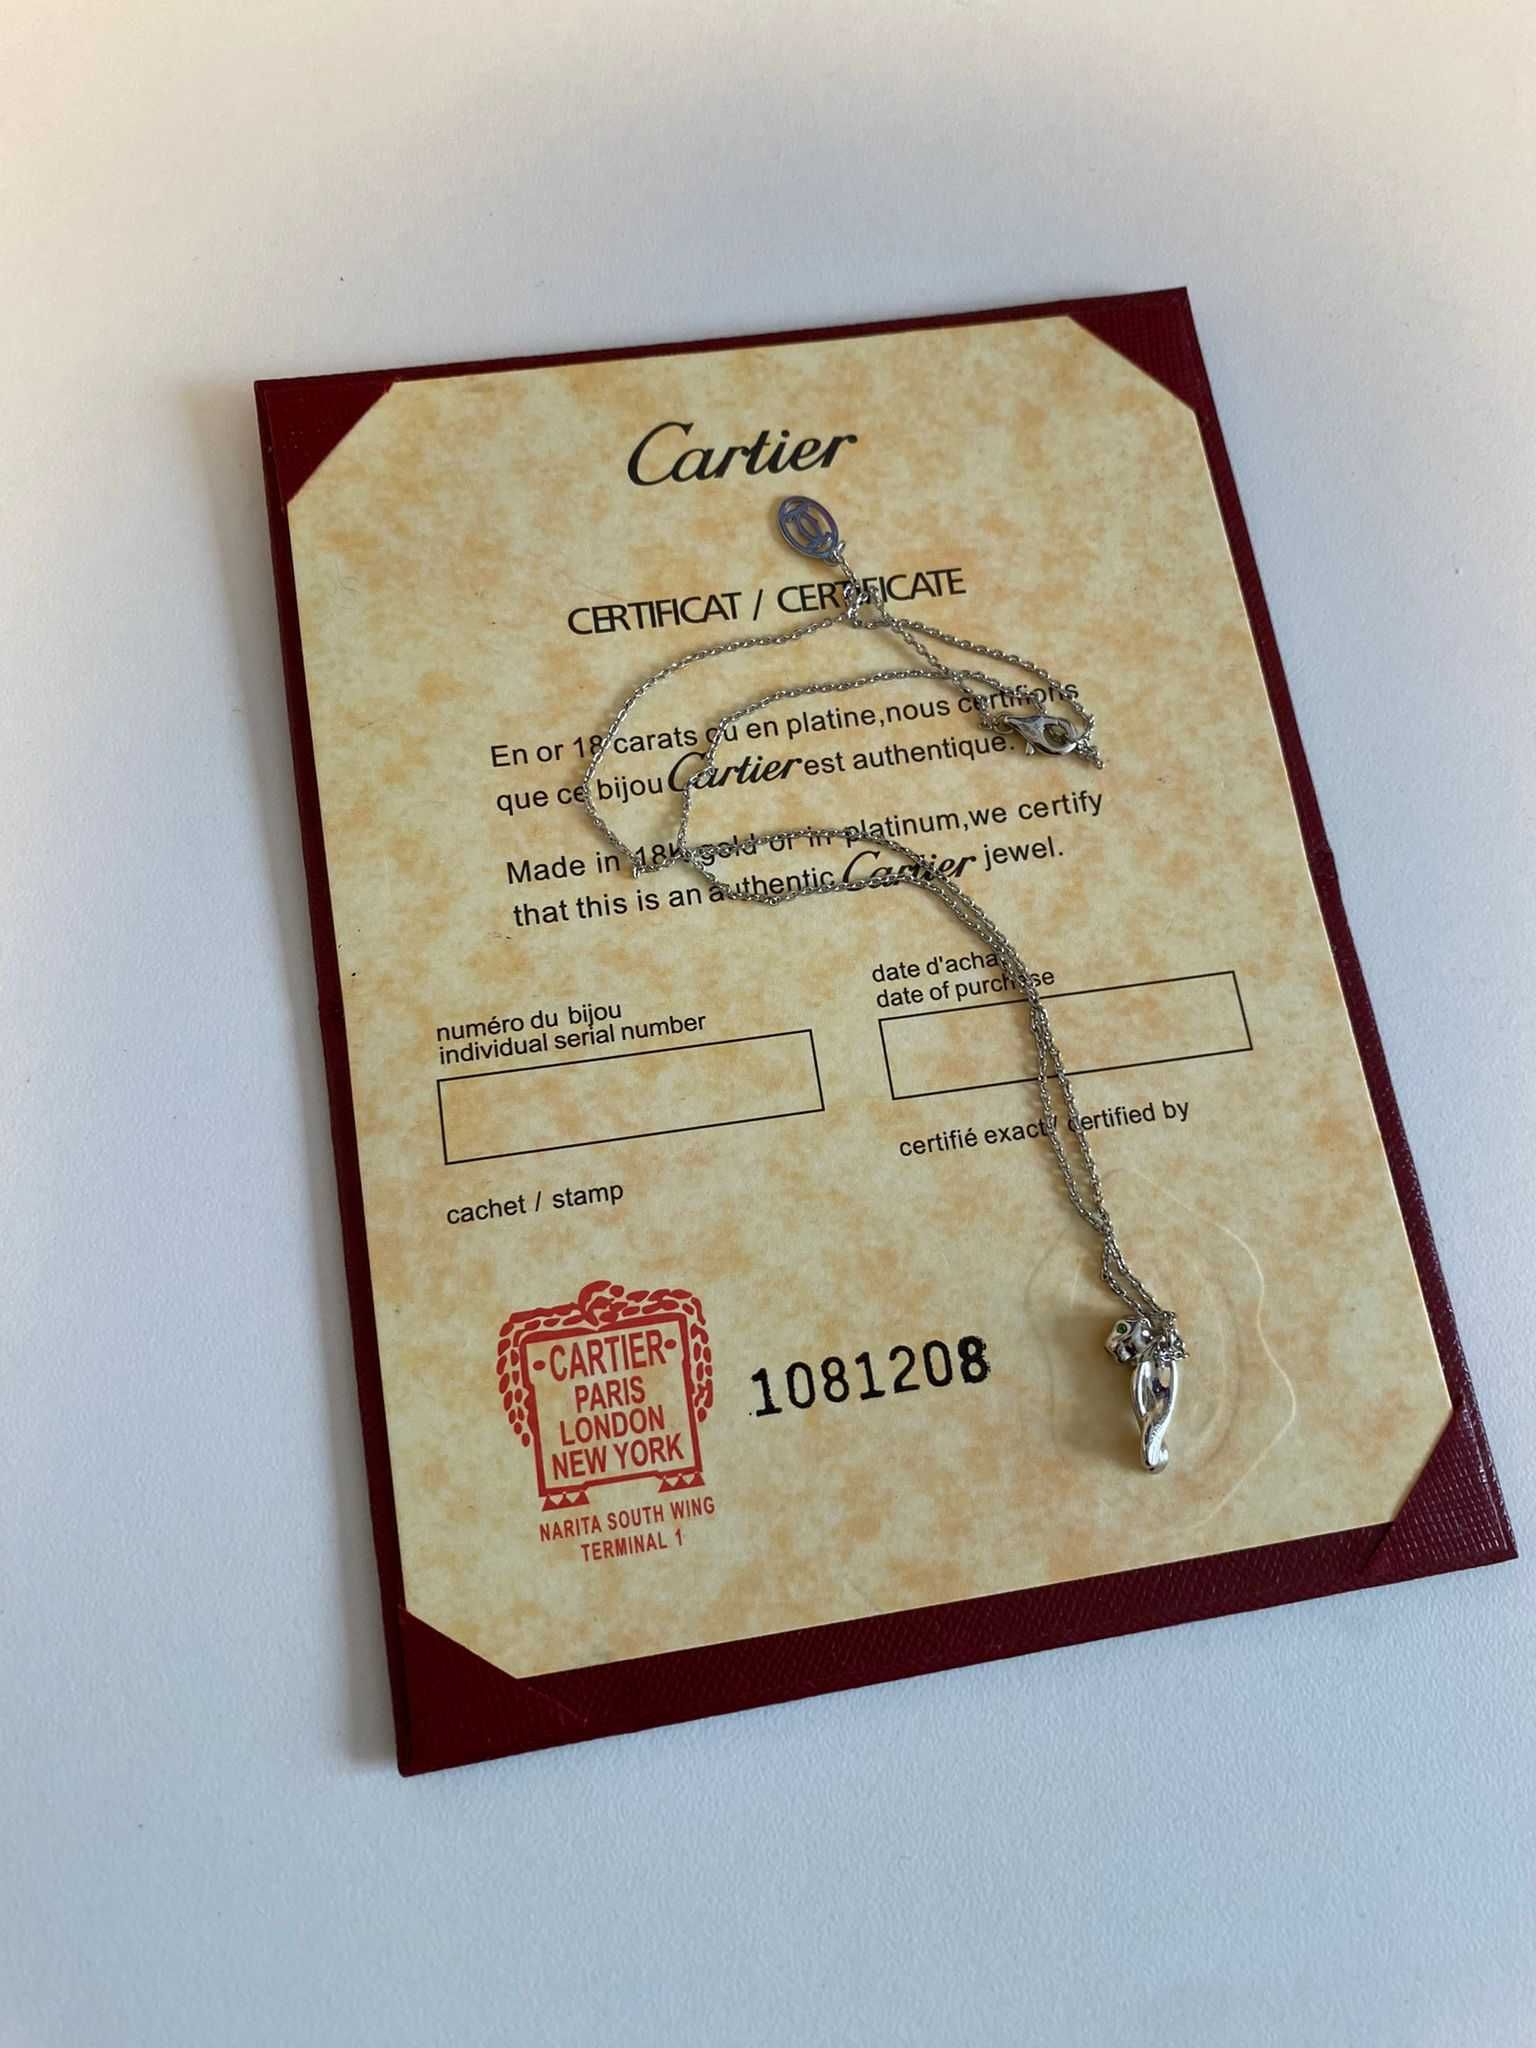 Cartier
CERTIFICAT / CERTIFICATE
En or 18 carats ou en platine,nous certifions
que ce bijou Cartier est authentique.
Made in 18K gold or in platinum,we certify
that this is an authentic Cartier jewel.
numéro du bijou
individual serial number
date d'achat
date of purchase
certifié exact / certified by
cachet / stamp
CARTIER
PARIS
LONDON
NEW YORK
NARITA SOUTH WING
TERMINAL 1
1081208